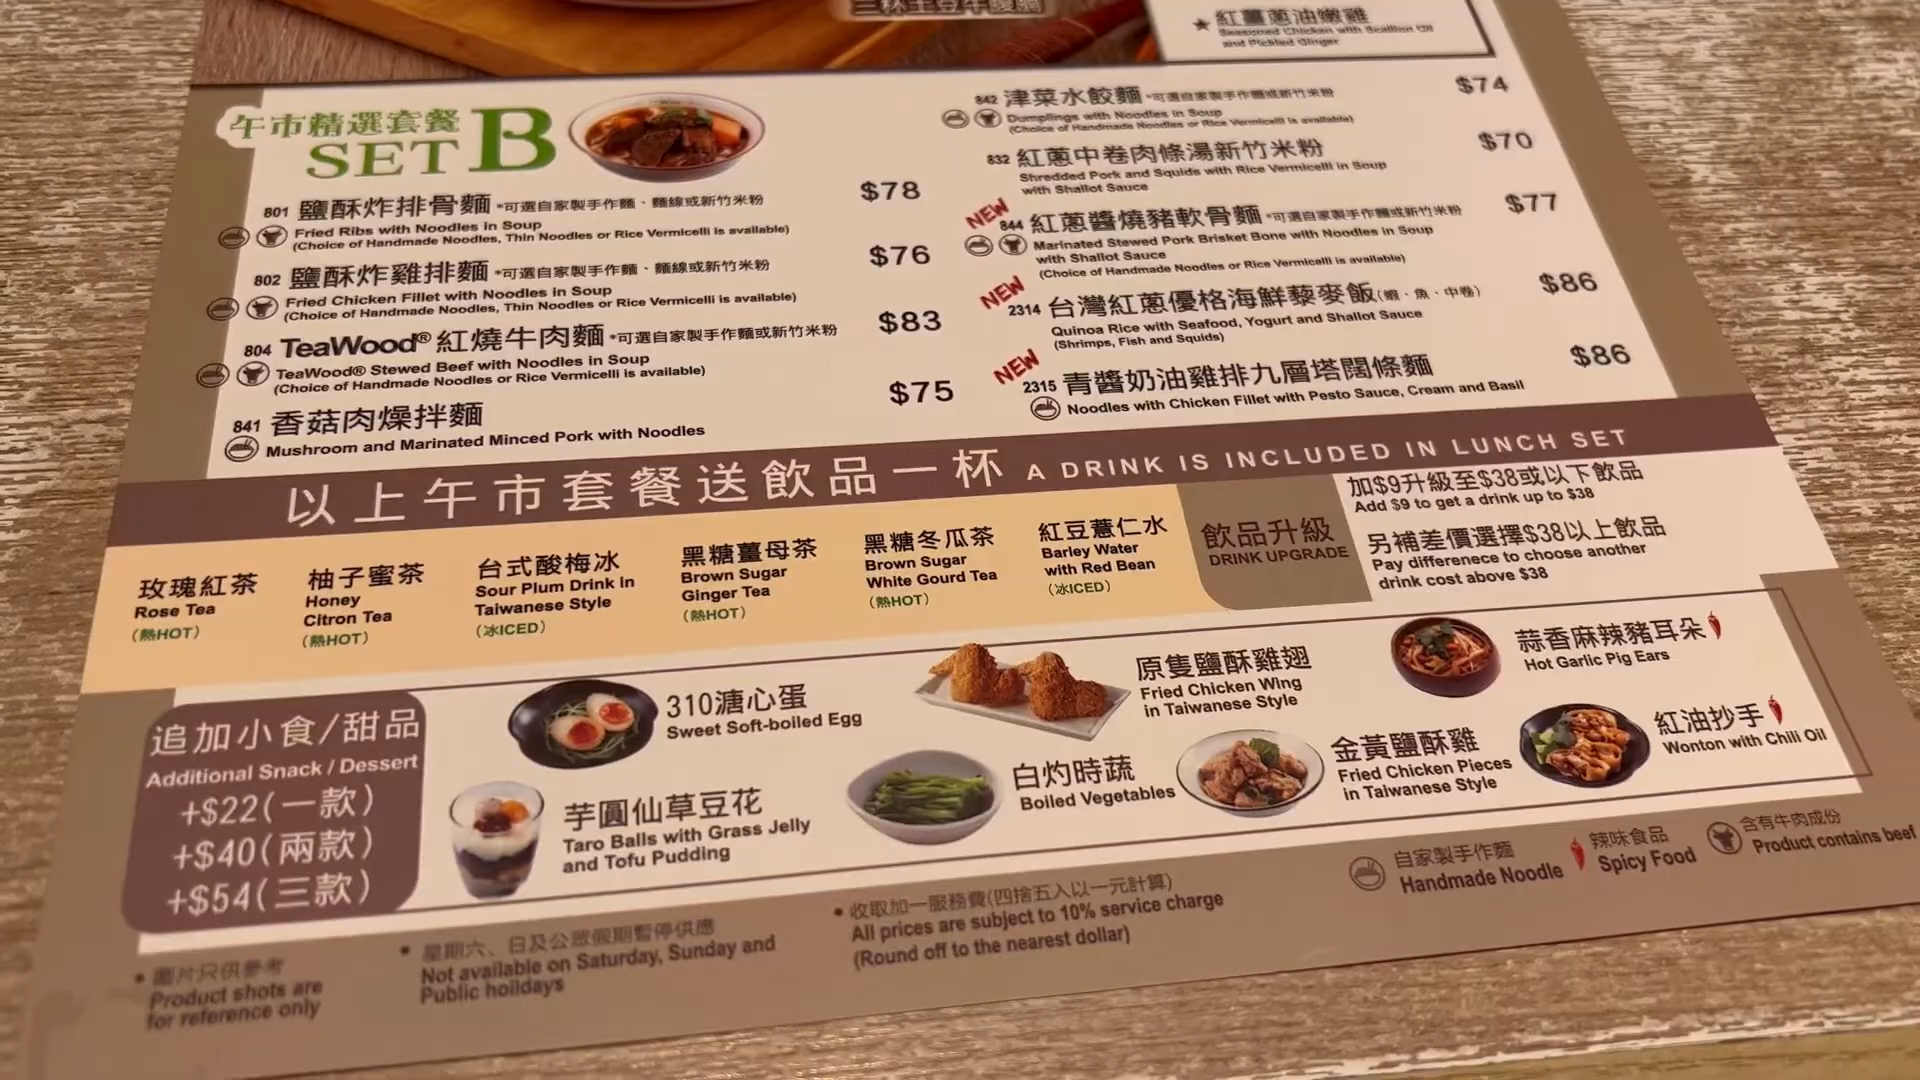 紅薑蔥油嫩雞
Seasoned Chicken with Scallion Oil
and Pickled Ginger
午市精選套餐
SET B
801 鹽酥炸排骨麵 *可選自家製手作麵、麵線或新竹米粉 $78
Fried Ribs with Noodles in Soup
(Choice of Handmade Noodles, Thin Noodles or Rice Vermicelli is available)
802 鹽酥炸雞排麵 *可選自家製手作麵、麵線或新竹米粉 $76
Fried Chicken Fillet with Noodles in Soup
(Choice of Handmade Noodles, Thin Noodles or Rice Vermicelli is available)
804 TeaWood® 紅燒牛肉麵 *可選自家製手作麵或新竹米粉 $83
TeaWood® Stewed Beef with Noodles in Soup
(Choice of Handmade Noodles or Rice Vermicelli is available)
841 香菇肉燥拌麵 $75
Mushroom and Marinated Minced Pork with Noodles
842 津菜水餃麵 *可選自家製手作麵或新竹米粉 $74
Dumplings with Noodles in Soup
(Choice of Handmade Noodles or Rice Vermicelli is available)
832 紅蔥中卷肉條湯新竹米粉 $70
Shredded Pork and Squids with Rice Vermicelli in Soup
with Shallot Sauce
NEW
844 紅蔥醬燒豬軟骨麵 *可選自家製手作麵或新竹米粉 $77
Marinated Stewed Pork Brisket Bone with Noodles in Soup
with Shallot Sauce
(Choice of Handmade Noodles or Rice Vermicelli is available)
NEW
2314 台灣紅蔥優格海鮮藜麥飯(蝦、魚、中卷) $86
Quinoa Rice with Seafood, Yogurt and Shallot Sauce
(Shrimps, Fish and Squids)
NEW
2315 青醬奶油雞排九層塔闊條麵 $86
Noodles with Chicken Fillet with Pesto Sauce, Cream and Basil
以上午市套餐送飲品一杯 A DRINK IS INCLUDED IN LUNCH SET
玫瑰紅茶
Rose Tea
(熱HOT)
柚子蜜茶
Honey
Citron Tea
(熱HOT)
台式酸梅冰
Sour Plum Drink in
Taiwanese Style
(冰ICED)
黑糖薑母茶
Brown Sugar
Ginger Tea
(熱HOT)
黑糖冬瓜茶
Brown Sugar
White Gourd Tea
(熱HOT)
紅豆薏仁水
Barley Water
with Red Bean
(冰ICED)
飲品升級
DRINK UPGRADE
加$9升級至$38或以下飲品
Add $9 to get a drink up to $38
另補差價選擇$38以上飲品
Pay differenece to choose another
drink cost above $38
追加小食/甜品
Additional Snack / Dessert
+$22(一款)
+$40(兩款)
+$54(三款)
310溏心蛋
Sweet Soft-boiled Egg
原隻鹽酥雞翅
Fried Chicken Wing
in Taiwanese Style
蒜香麻辣豬耳朵
Hot Garlic Pig Ears
芋圓仙草豆花
Taro Balls with Grass Jelly
and Tofu Pudding
白灼時蔬
Boiled Vegetables
金黃鹽酥雞
Fried Chicken Pieces
in Taiwanese Style
紅油抄手
Wonton with Chili Oil
自家製手作麵
Handmade Noodle
辣味食品
Spicy Food
含有牛肉成份
Product contains beef
• 圖片只供參考
Product shots are
for reference only
• 星期六、日及公眾假期暫停供應
Not available on Saturday, Sunday and
Public holidays
• 收取加一服務費(四捨五入以一元計算)
All prices are subject to 10% service charge
(Round off to the nearest dollar)